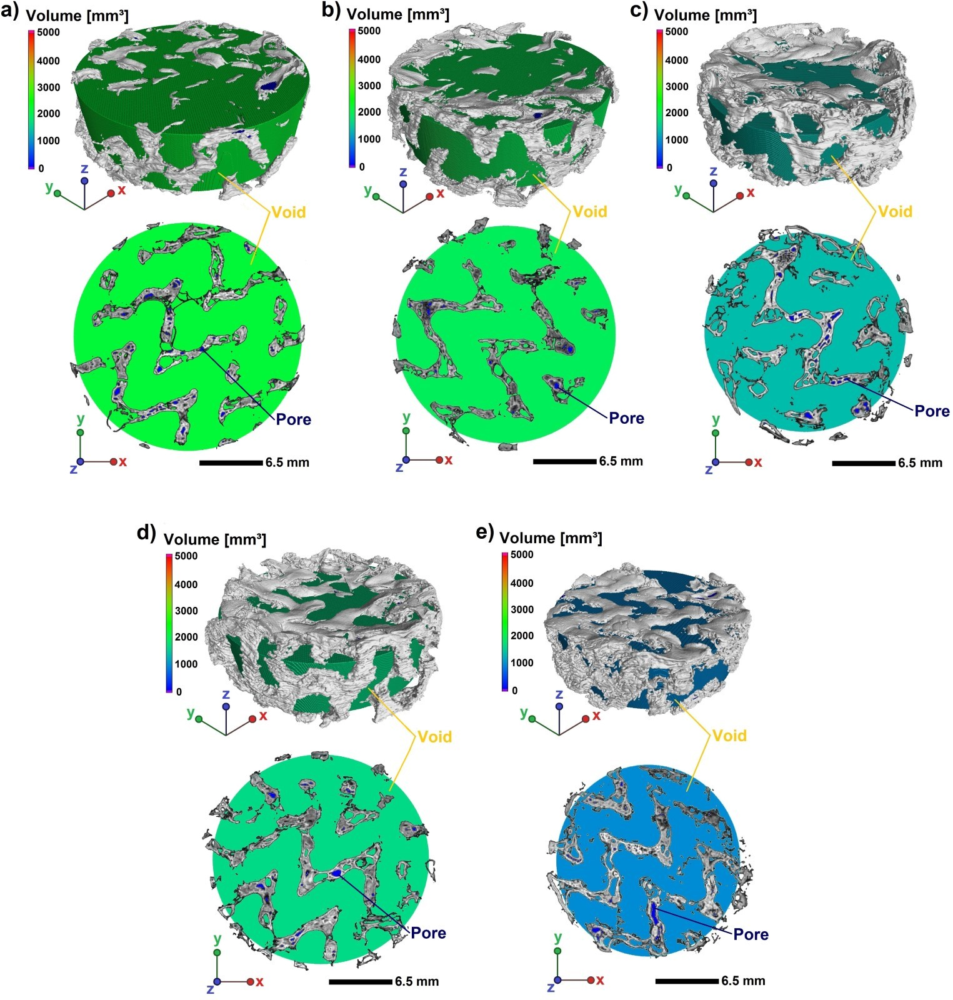 a)
Volume [mm³]
5000
4000
3000
2000
1000
0
z
y
x
b)
Volume [mm³]
5000
4000
3000
2000
1000
0
z
y
x
c)
Volume [mm³]
5000
4000
3000
2000
1000
0
z
y
x
Void
Void
Void
Pore
Pore
Pore
y
z
x
6.5 mm
y
z
x
6.5 mm
y
z
x
6.5 mm
d)
Volume [mm³]
5000
4000
3000
2000
1000
0
z
y
x
e)
Volume [mm³]
5000
4000
3000
2000
1000
0
z
y
x
Void
Void
Pore
Pore
y
z
x
6.5 mm
y
z
x
6.5 mm